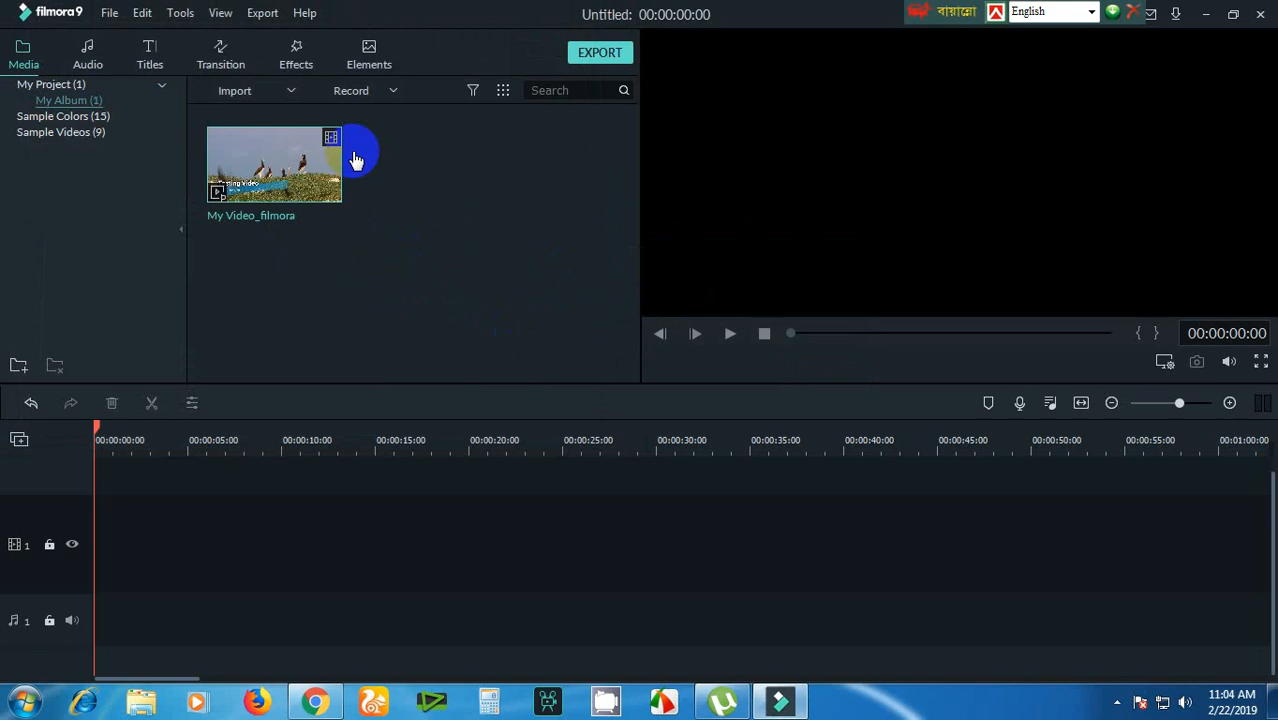 filmora9 File Edit Tools View Export Help Untitled: 00:00:00:00 বায়ান্নো English
Media Audio Titles Transition Effects Elements EXPORT
My Project (1) Import Record Search
My Album (1)
Sample Colors (15)
Sample Videos (9)
My Video_filmora
00:00:00:00
00:00:00:00 00:00:05:00 00:00:10:00 00:00:15:00 00:00:20:00 00:00:25:00 00:00:30:00 00:00:35:00 00:00:40:00 00:00:45:00 00:00:50:00 00:00:55:00 00:01:00:00
1
1
11:04 AM
2/22/2019